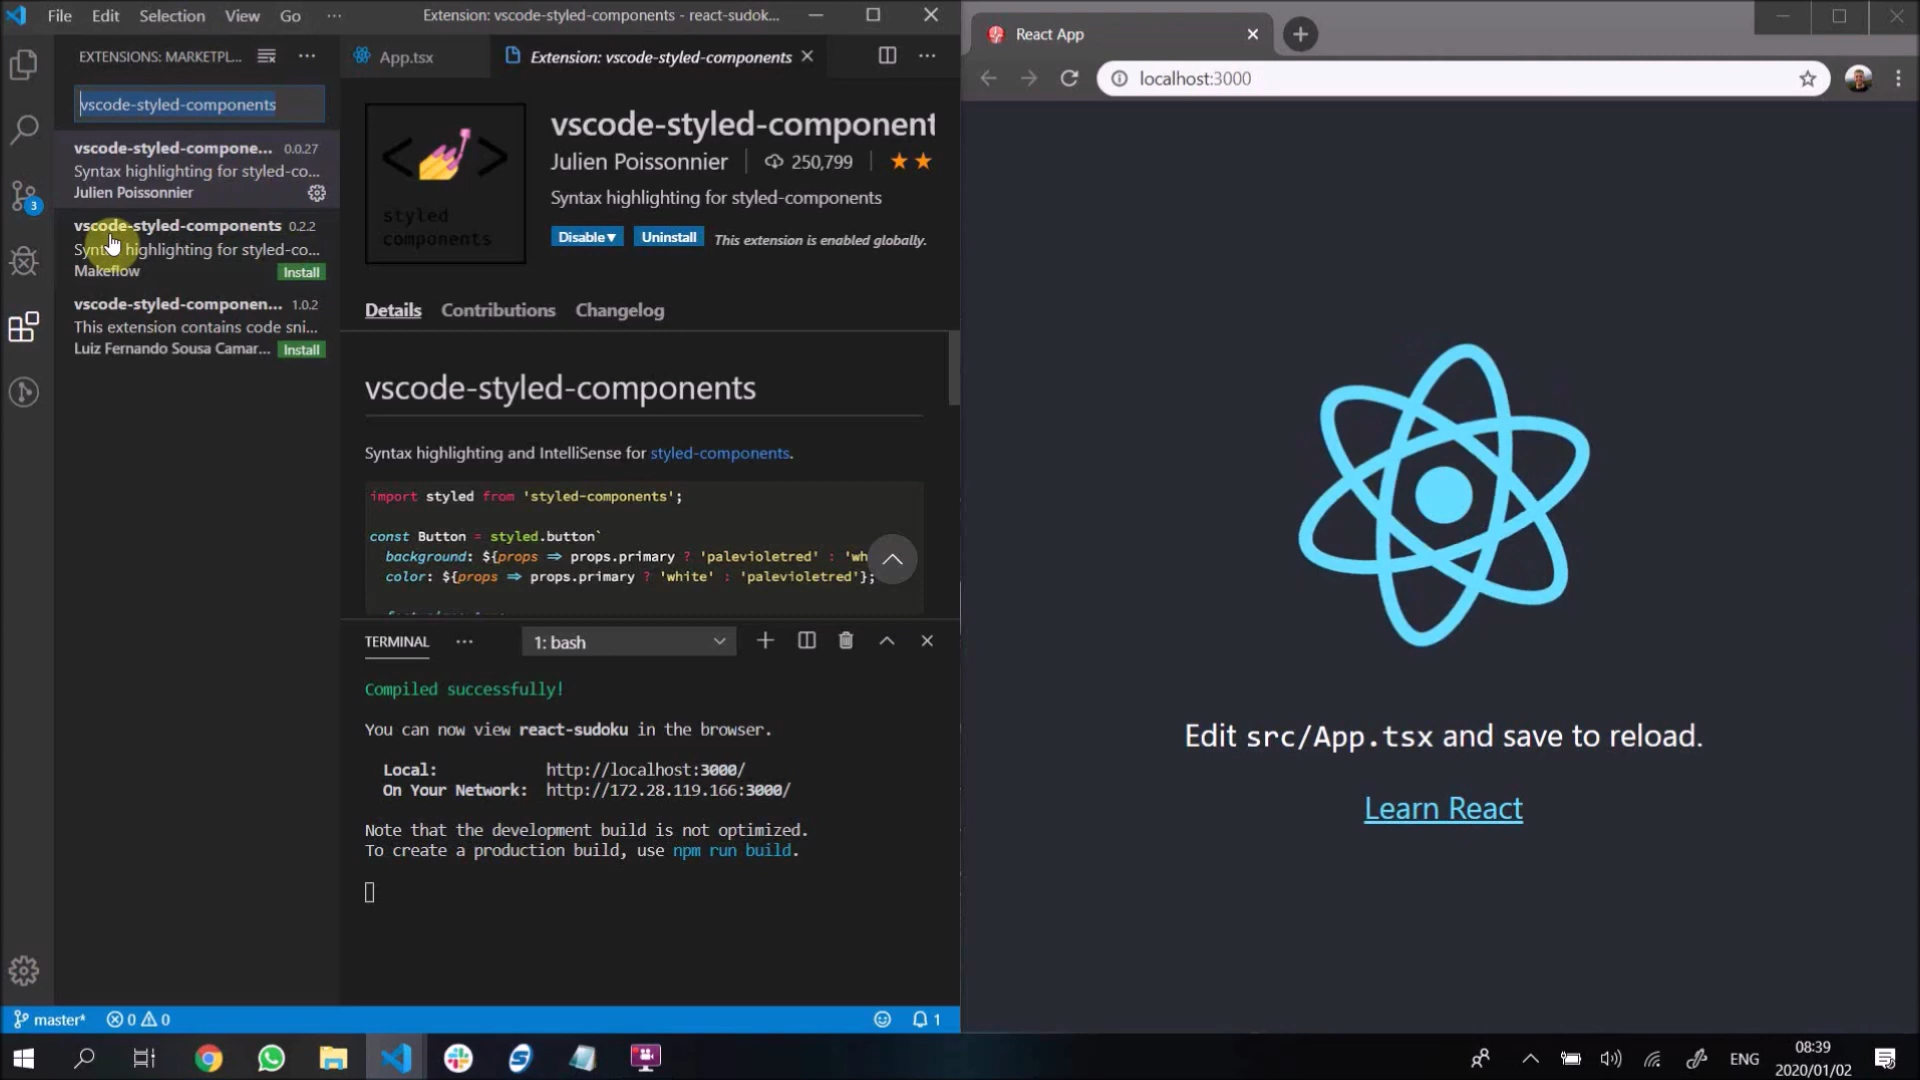 File Edit Selection View Go ··· Extension: vscode-styled-components - react-sudok...
EXTENSIONS: MARKETPL...
vscode-styled-components
vscode-styled-compone... 0.0.27
Syntax highlighting for styled-co...
Julien Poissonnier
vscode-styled-components 0.2.2
Syntax highlighting for styled-co...
Makeflow Install
vscode-styled-componen... 1.0.2
This extension contains code sni...
Luiz Fernando Sousa Camar... Install
3
App.tsx Extension: vscode-styled-components
styled
components
vscode-styled-component
Julien Poissonnier 250,799
Syntax highlighting for styled-components
Disable▾ Uninstall This extension is enabled globally.
Details Contributions Changelog
vscode-styled-components
Syntax highlighting and IntelliSense for styled-components.
import styled from 'styled-components';
const Button = styled.button`
background: ${props => props.primary ? 'palevioletred' : 'wh
color: ${props => props.primary ? 'white' : 'palevioletred'};
TERMINAL ··· 1: bash
Compiled successfully!
You can now view react-sudoku in the browser.
Local: http://localhost:3000/
On Your Network: http://172.28.119.166:3000/
Note that the development build is not optimized.
To create a production build, use npm run build.
master* 0 0 1
React App
localhost:3000
Edit src/App.tsx and save to reload.
Learn React
ENG
08:39
2020/01/02